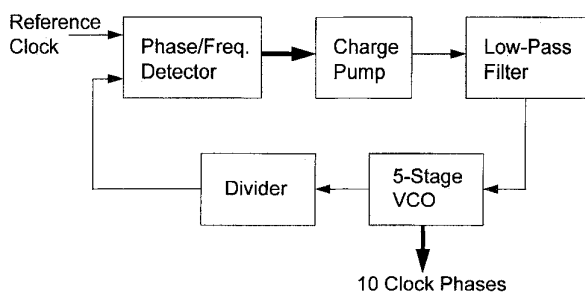 Reference
Clock
Phase/Freq.
Detector
Charge
Pump
Low-Pass
Filter
Divider
5-Stage
VCO
10 Clock Phases